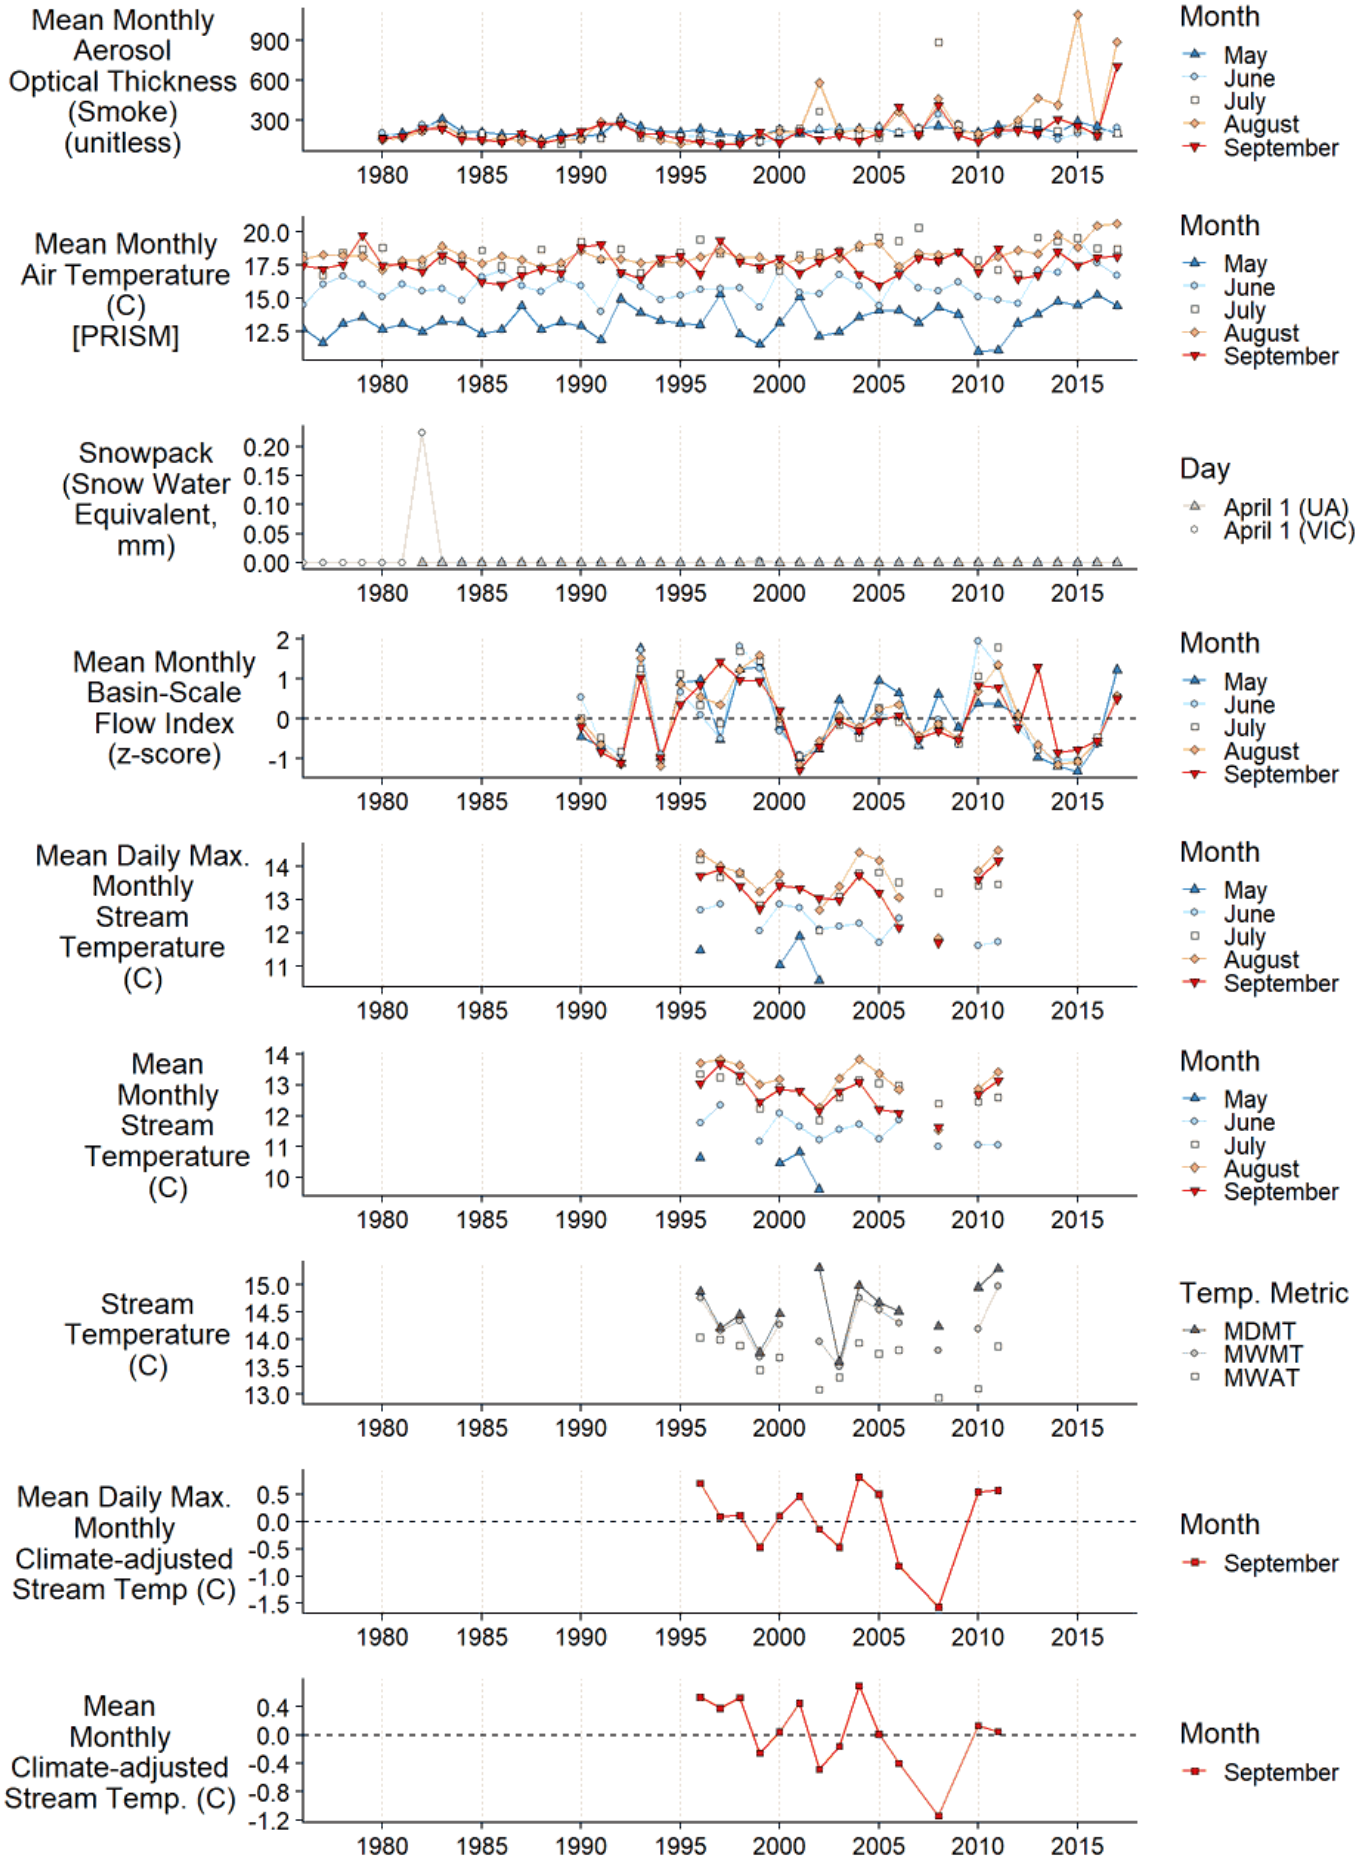 Mean Monthly
Aerosol
Optical Thickness
(Smoke)
(unitless)
900
600
300
1980 1985 1990 1995 2000 2005 2010 2015
Month
May
June
July
August
September
Mean Monthly
Air Temperature
(C)
[PRISM]
20.0
17.5
15.0
12.5
1980 1985 1990 1995 2000 2005 2010 2015
Month
May
June
July
August
September
Snowpack
(Snow Water
Equivalent,
mm)
0.20
0.15
0.10
0.05
0.00
1980 1985 1990 1995 2000 2005 2010 2015
Day
April 1 (UA)
April 1 (VIC)
Mean Monthly
Basin-Scale
Flow Index
(z-score)
2
1
0
-1
1980 1985 1990 1995 2000 2005 2010 2015
Month
May
June
July
August
September
Mean Daily Max.
Monthly
Stream
Temperature
(C)
14
13
12
11
1980 1985 1990 1995 2000 2005 2010 2015
Month
May
June
July
August
September
Mean
Monthly
Stream
Temperature
(C)
14
13
12
11
10
1980 1985 1990 1995 2000 2005 2010 2015
Month
May
June
July
August
September
Stream
Temperature
(C)
15.0
14.5
14.0
13.5
13.0
1980 1985 1990 1995 2000 2005 2010 2015
Temp. Metric
MDMT
MWMT
MWAT
Mean Daily Max.
Monthly
Climate-adjusted
Stream Temp (C)
0.5
0.0
-0.5
-1.0
-1.5
1980 1985 1990 1995 2000 2005 2010 2015
Month
September
Mean
Monthly
Climate-adjusted
Stream Temp. (C)
0.4
0.0
-0.4
-0.8
-1.2
1980 1985 1990 1995 2000 2005 2010 2015
Month
September